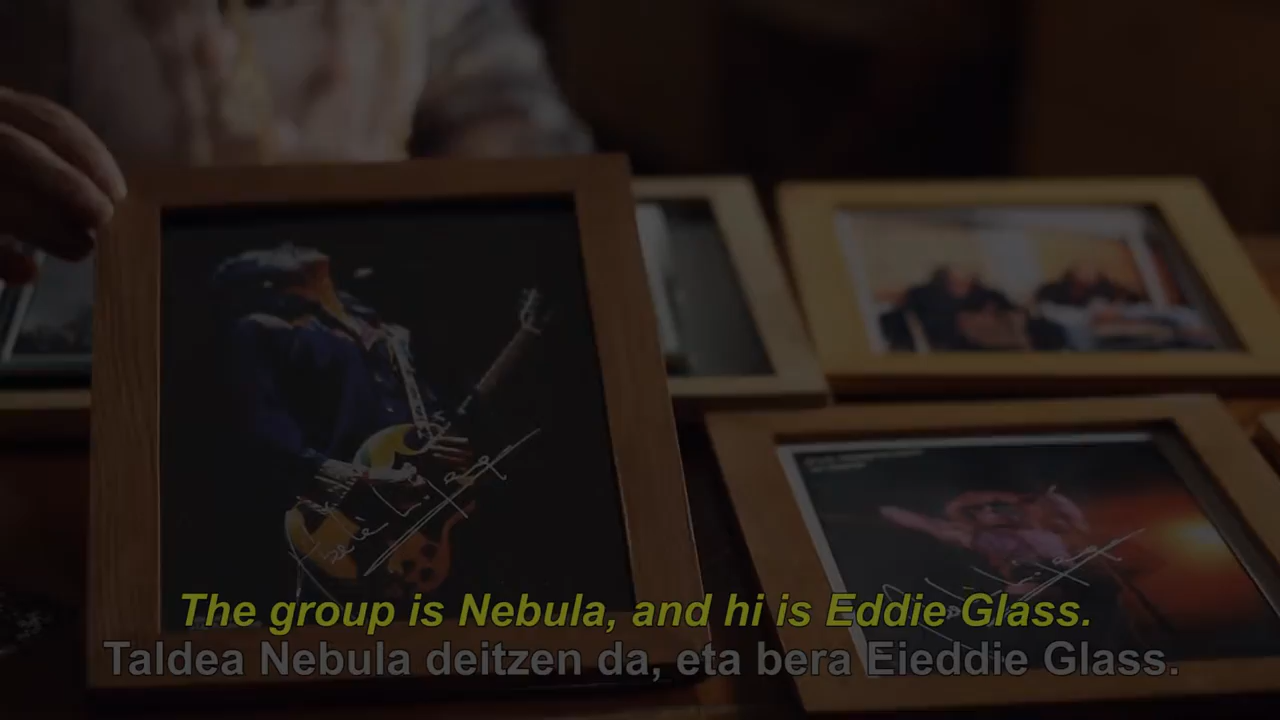 The group is Nebula, and hi is Eddie Glass.
Taldea Nebula deitzen da, eta bera Eieddie Glass.